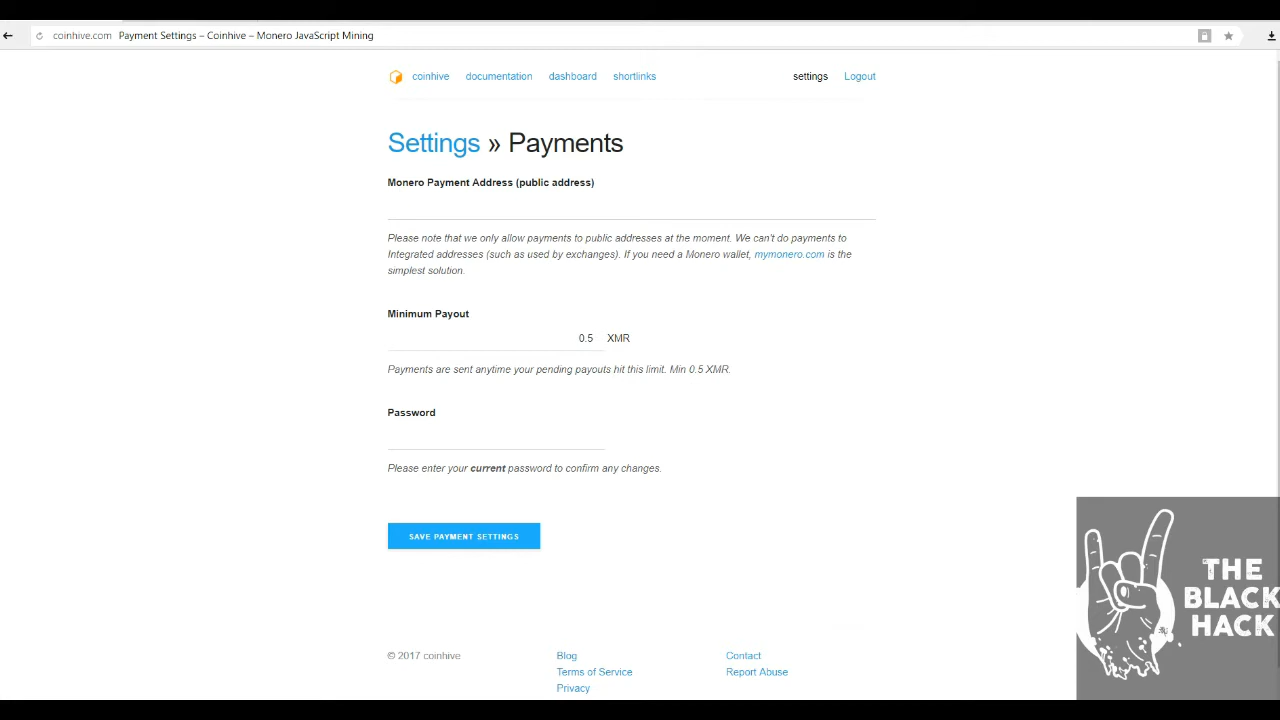 coinhive.com Payment Settings – Coinhive – Monero JavaScript Mining
coinhive documentation dashboard shortlinks settings Logout
Settings » Payments
Monero Payment Address (public address)
Please note that we only allow payments to public addresses at the moment. We can't do payments to
Integrated addresses (such as used by exchanges). If you need a Monero wallet, mymonero.com is the
simplest solution.
Minimum Payout
0.5 XMR
Payments are sent anytime your pending payouts hit this limit. Min 0.5 XMR.
Password
Please enter your current password to confirm any changes.
SAVE PAYMENT SETTINGS
THE
BLACK
HACK
© 2017 coinhive Blog Contact
Terms of Service Report Abuse
Privacy